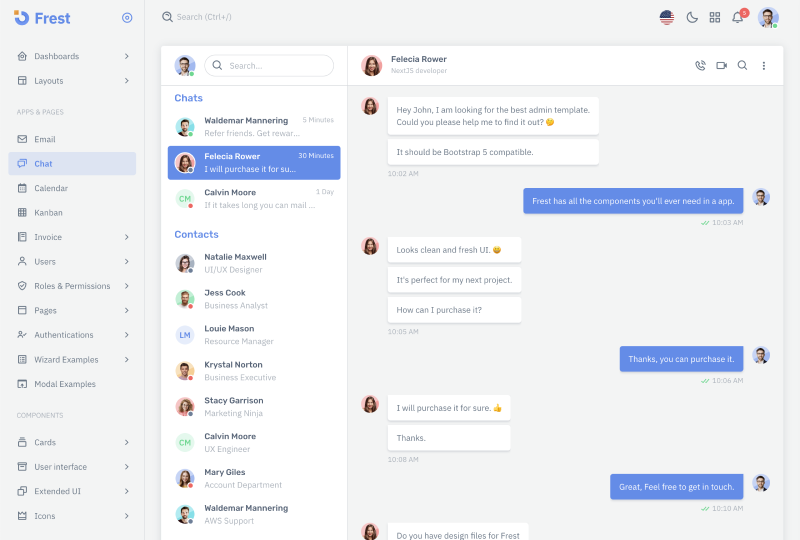 Frest
Search (Ctrl+/)
5
Dashboards
Layouts
APPS & PAGES
Email
Chat
Calendar
Kanban
Invoice
Users
Roles & Permissions
Pages
Authentications
Wizard Examples
Modal Examples
COMPONENTS
Cards
User interface
Extended UI
Icons
Search...
Chats
Waldemar Mannering
5 Minutes
Refer friends. Get rewar...
Felecia Rower
30 Minutes
I will purchase it for su...
CM
Calvin Moore
1 Day
If it takes long you can mail ...
Contacts
Natalie Maxwell
UI/UX Designer
Jess Cook
Business Analyst
LM
Louie Mason
Resource Manager
Krystal Norton
Business Executive
Stacy Garrison
Marketing Ninja
CM
Calvin Moore
UX Engineer
Mary Giles
Account Department
Waldemar Mannering
AWS Support
Felecia Rower
NextJS developer
Hey John, I am looking for the best admin template.
Could you please help me to find it out? 🤔
It should be Bootstrap 5 compatible.
10:02 AM
Frest has all the components you'll ever need in a app.
10:03 AM
Looks clean and fresh UI. 😃
It's perfect for my next project.
How can I purchase it?
10:05 AM
Thanks, you can purchase it.
10:06 AM
I will purchase it for sure. 👍
Thanks.
10:08 AM
Great, Feel free to get in touch.
10:10 AM
Do you have design files for Frest